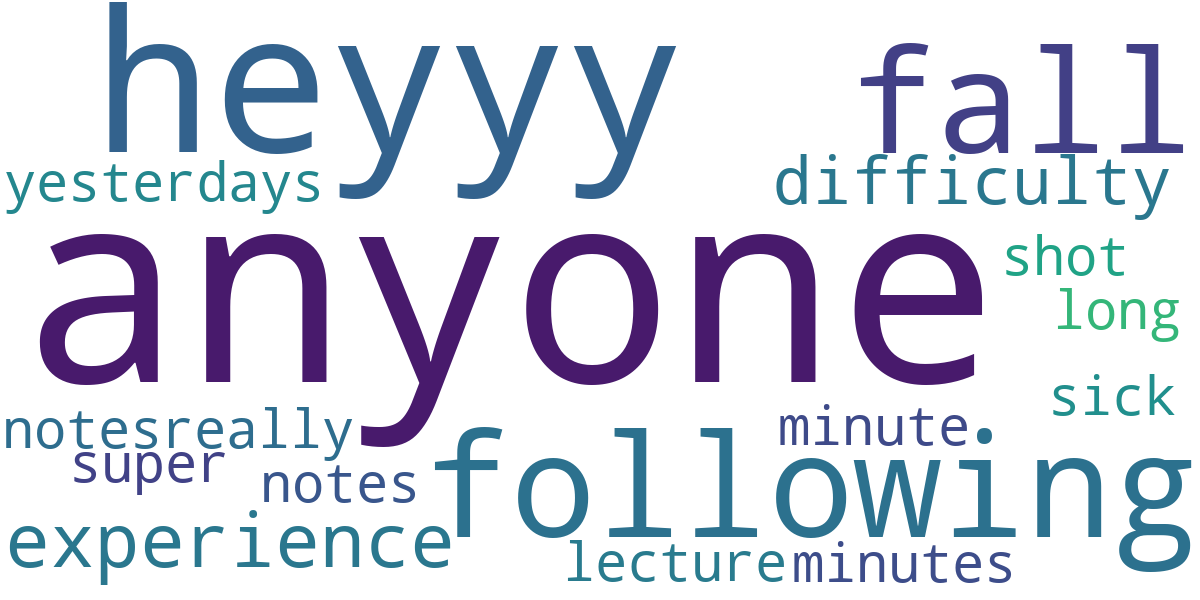 heyyy
fall
yesterdays
difficulty
anyone
shot
long
sick
notesreally
minute
super
following
notes
experience
lecture
minutes